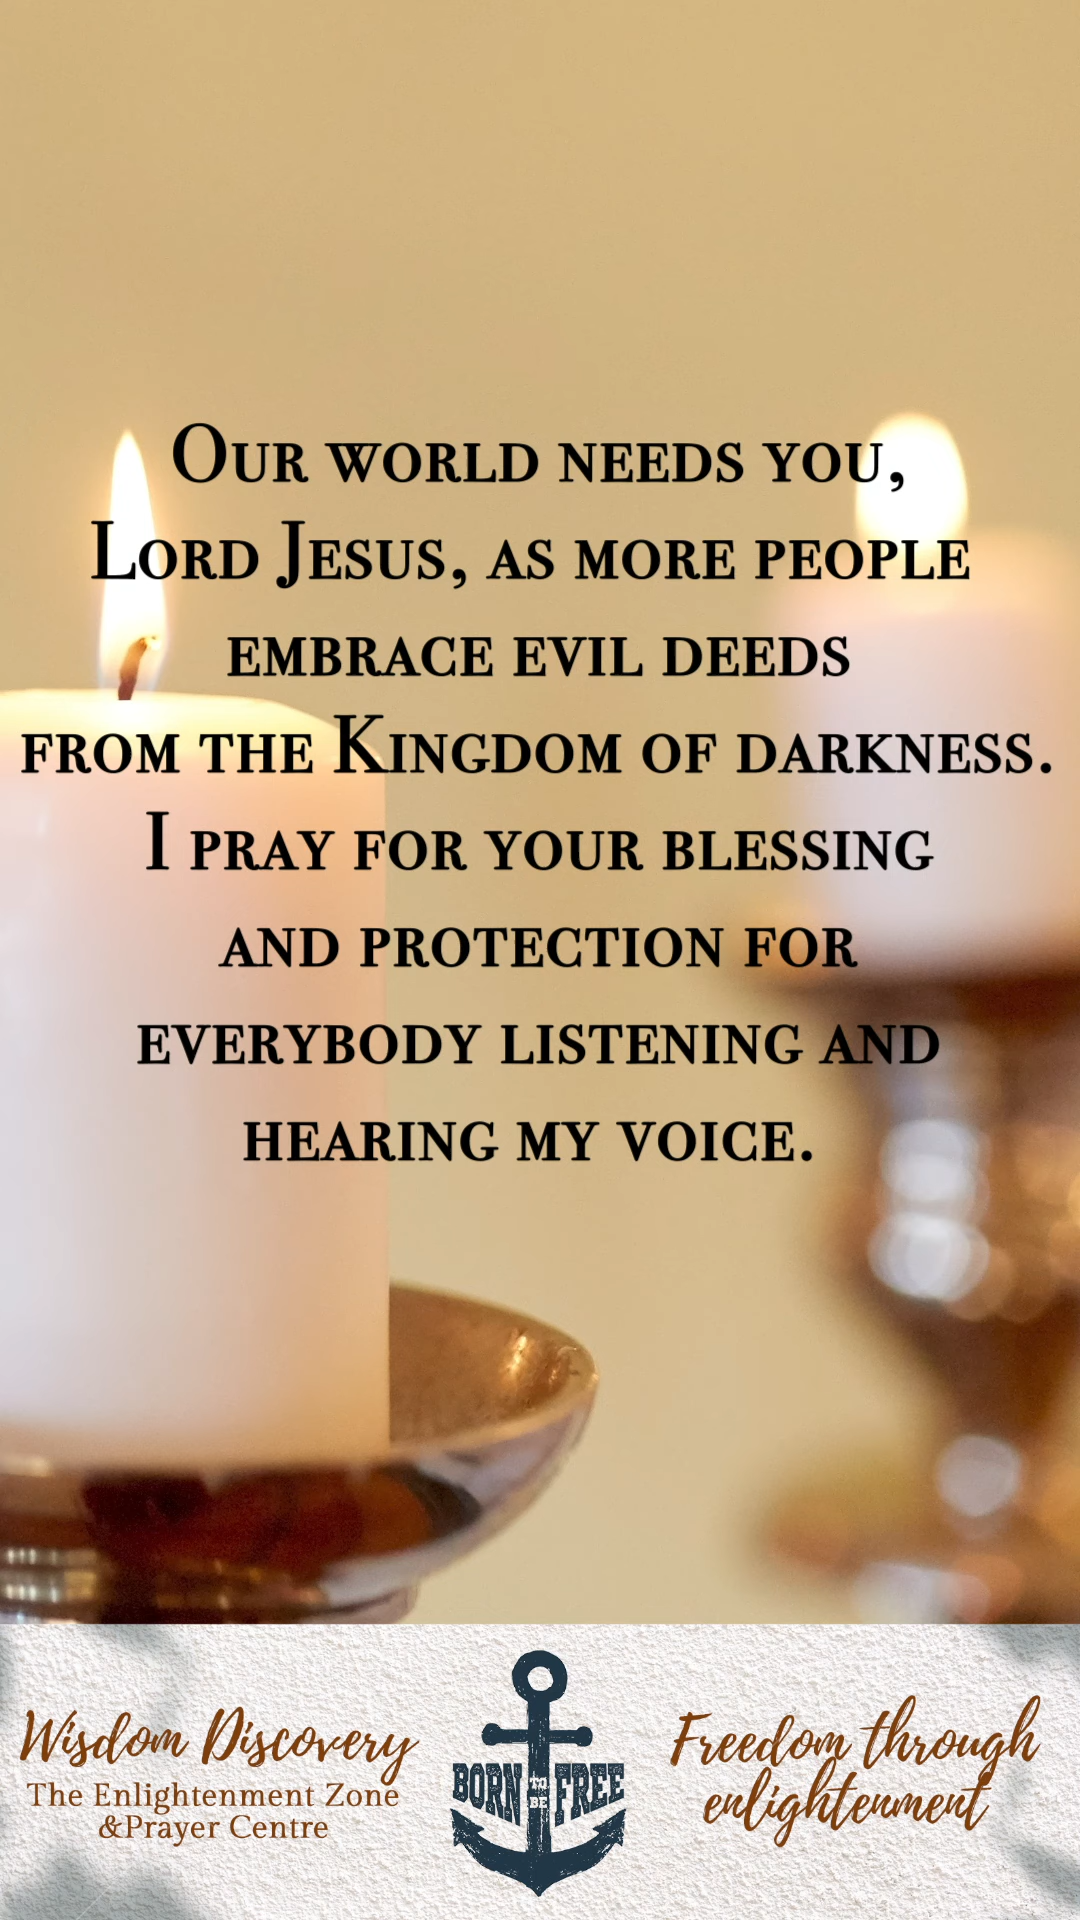 Our world needs you,
Lord Jesus, as more people
embrace evil deeds
from the Kingdom of darkness.
I pray for your blessing
and protection for
everybody listening and
hearing my voice.
Wisdom Discovery
The Enlightenment Zone
&Prayer Centre
BORN TO BE FREE
Freedom through
enlightenment